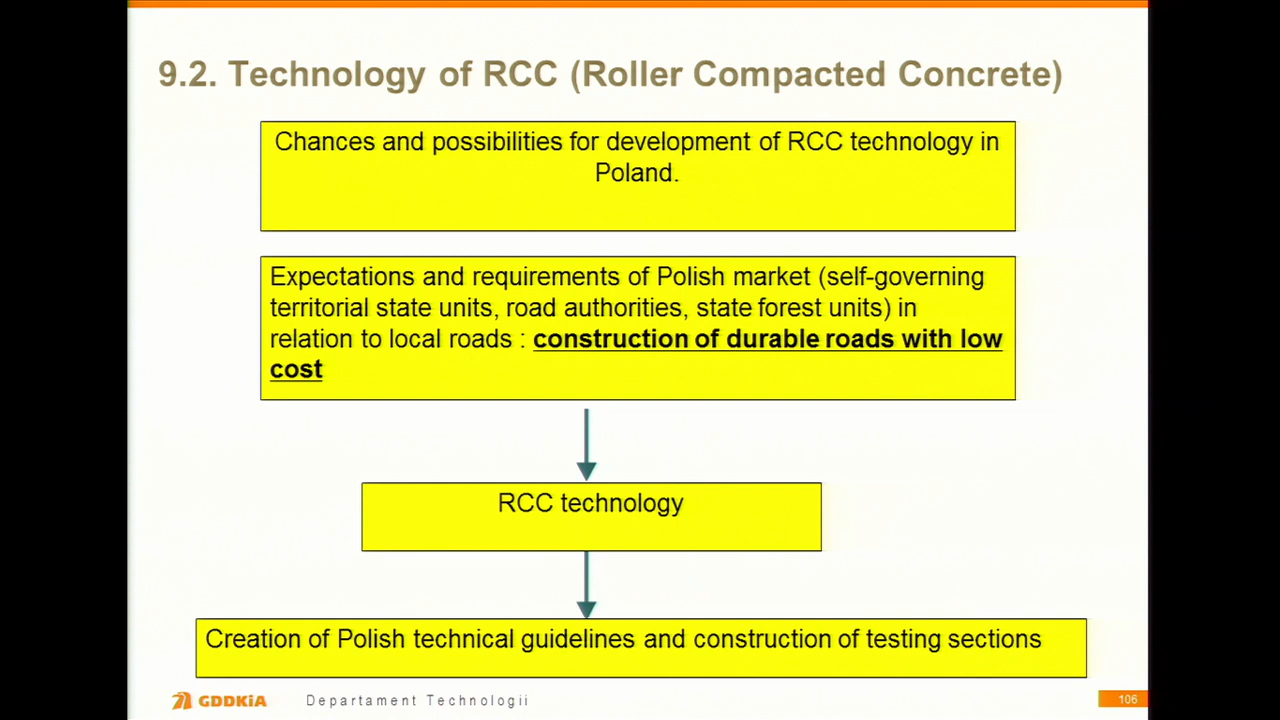 9.2. Technology of RCC (Roller Compacted Concrete)
Chances and possibilities for development of RCC technology in
Poland.
Expectations and requirements of Polish market (self-governing
territorial state units, road authorities, state forest units) in
relation to local roads : construction of durable roads with low
cost
RCC technology
Creation of Polish technical guidelines and construction of testing sections
GDDKiA Departament Technologii 106